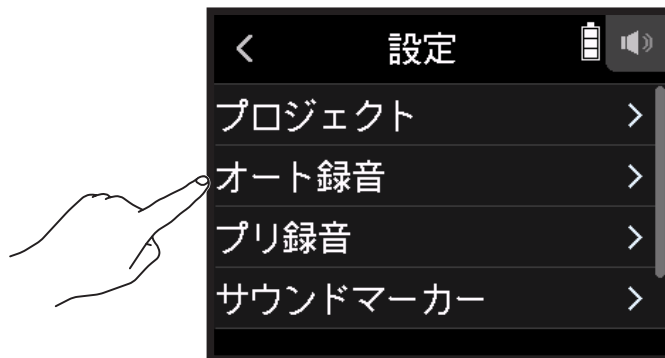 設定
プロジェクト
オート録音
プリ録音
サウンドマーカー